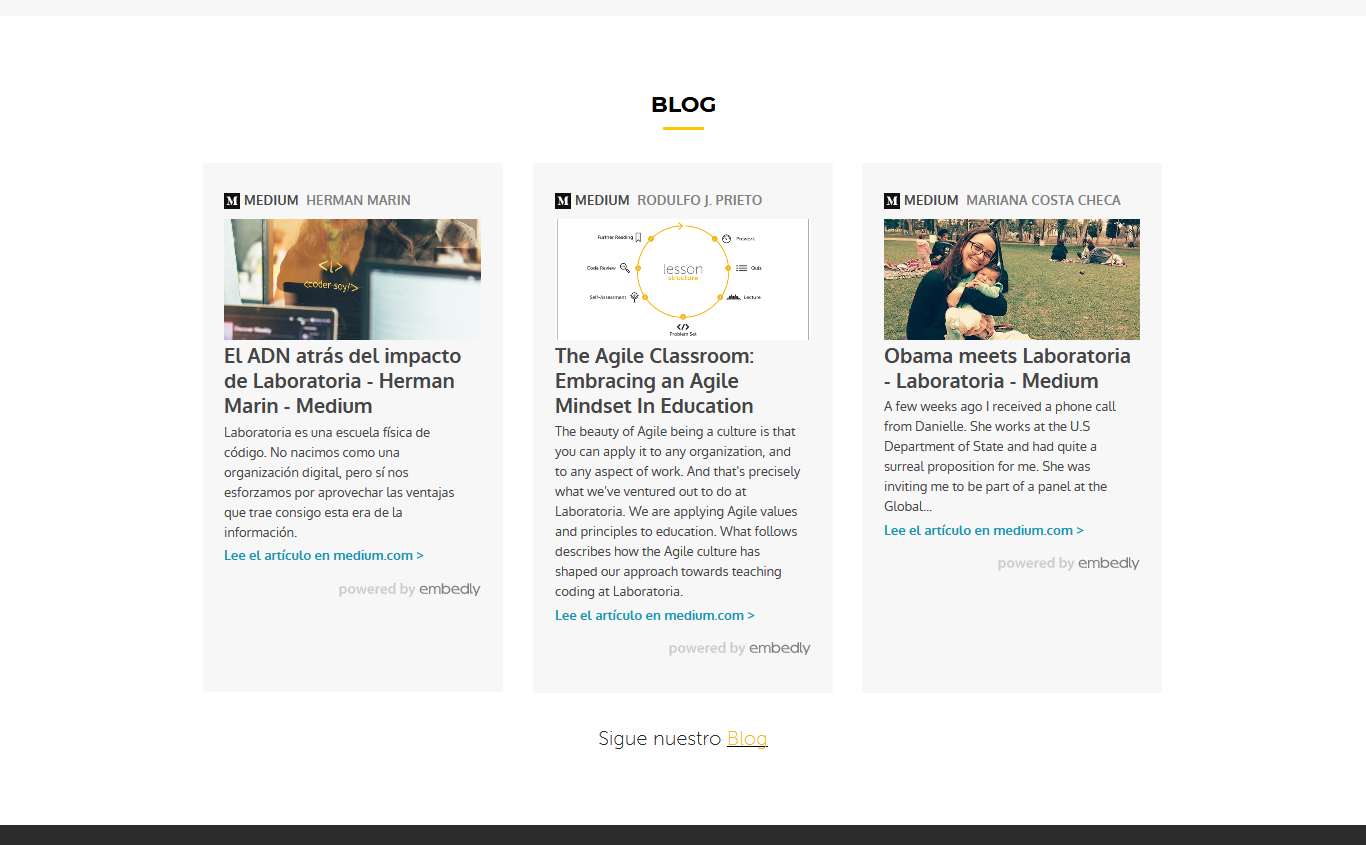 BLOG
M MEDIUM HERMAN MARIN
</>
<coder soy/>
Discover Weekly
El ADN atrás del impacto
de Laboratoria - Herman
Marin - Medium
Laboratoria es una escuela física de
código. No nacimos como una
organización digital, pero sí nos
esforzamos por aprovechar las ventajas
que trae consigo esta era de la
información.
Lee el artículo en medium.com >
powered by embedly
M MEDIUM RODULFO J. PRIETO
Further Reading
Prework
Code Review
lesson
structure
Quiz
Self-Assessment
Lecture
</>
Problem Set
The Agile Classroom:
Embracing an Agile
Mindset In Education
The beauty of Agile being a culture is that
you can apply it to any organization, and
to any aspect of work. And that's precisely
what we've ventured out to do at
Laboratoria. We are applying Agile values
and principles to education. What follows
describes how the Agile culture has
shaped our approach towards teaching
coding at Laboratoria.
Lee el artículo en medium.com >
powered by embedly
M MEDIUM MARIANA COSTA CHECA
Obama meets Laboratoria
- Laboratoria - Medium
A few weeks ago I received a phone call
from Danielle. She works at the U.S
Department of State and had quite a
surreal proposition for me. She was
inviting me to be part of a panel at the
Global...
Lee el artículo en medium.com >
powered by embedly
Sigue nuestro Blog